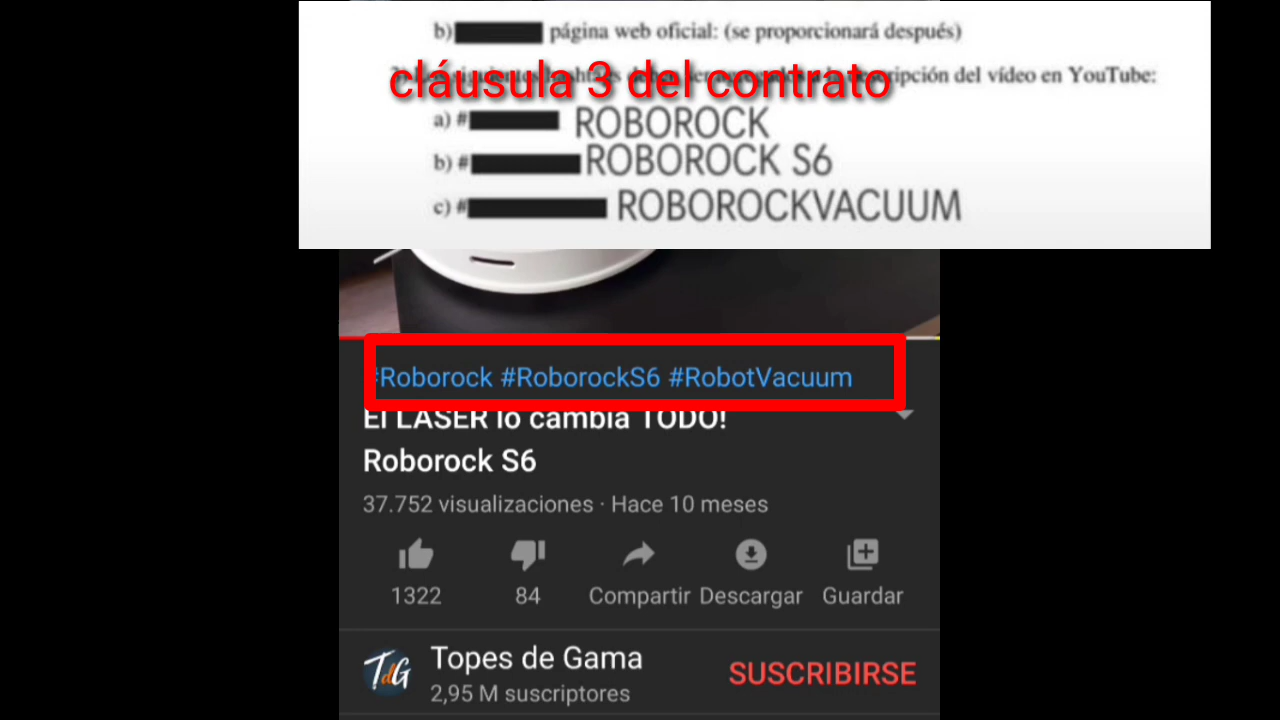 b) página web oficial: (se proporcionará después)
cláusula 3 del contrato
descripción del vídeo en YouTube:
a) # ROBOROCK
b) # ROBOROCK S6
c) # ROBOROCKVACUUM
#Roborock #RoborockS6 #RobotVacuum
El LASER lo cambia TODO!
Roborock S6
37.752 visualizaciones · Hace 10 meses
1322 84 Compartir Descargar Guardar
TdG Topes de Gama SUSCRIBIRSE
2,95 M suscriptores